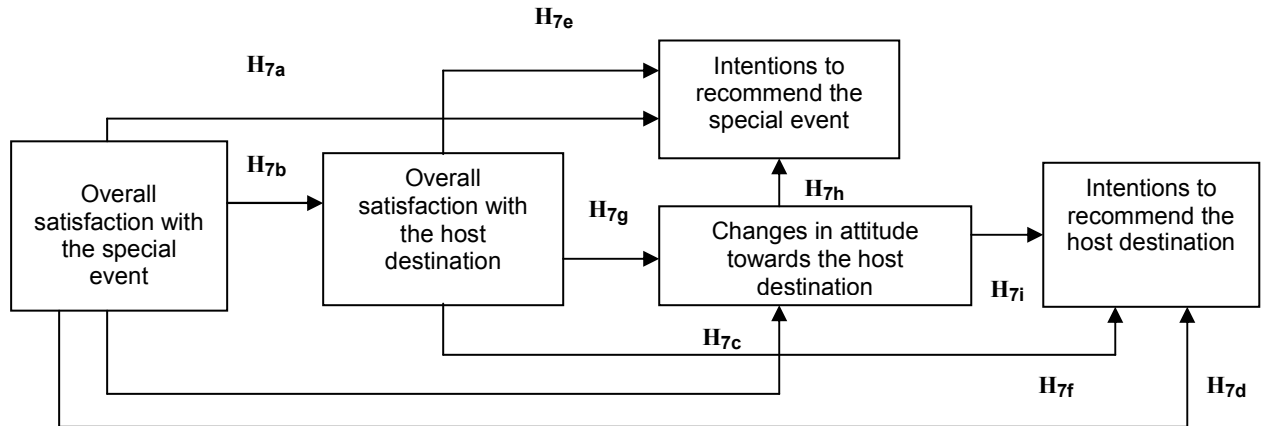 H7e
H7a
Intentions to
recommend the
special event
H7b
Overall
satisfaction with
the special
event
Overall
satisfaction with
the host
destination
H7g
H7h
Changes in attitude
towards the host
destination
Intentions to
recommend the
host destination
H7i
H7c
H7f
H7d